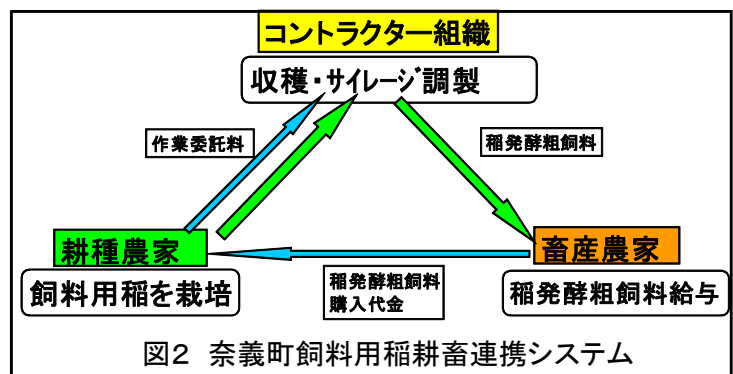 コントラクター組織
収穫・サイレージ調製
作業委託料
稲発酵粗飼料
耕種農家
畜産農家
飼料用稲を栽培
稲発酵粗飼料
購入代金
稲発酵粗飼料給与
図2 奈義町飼料用稲耕畜連携システム